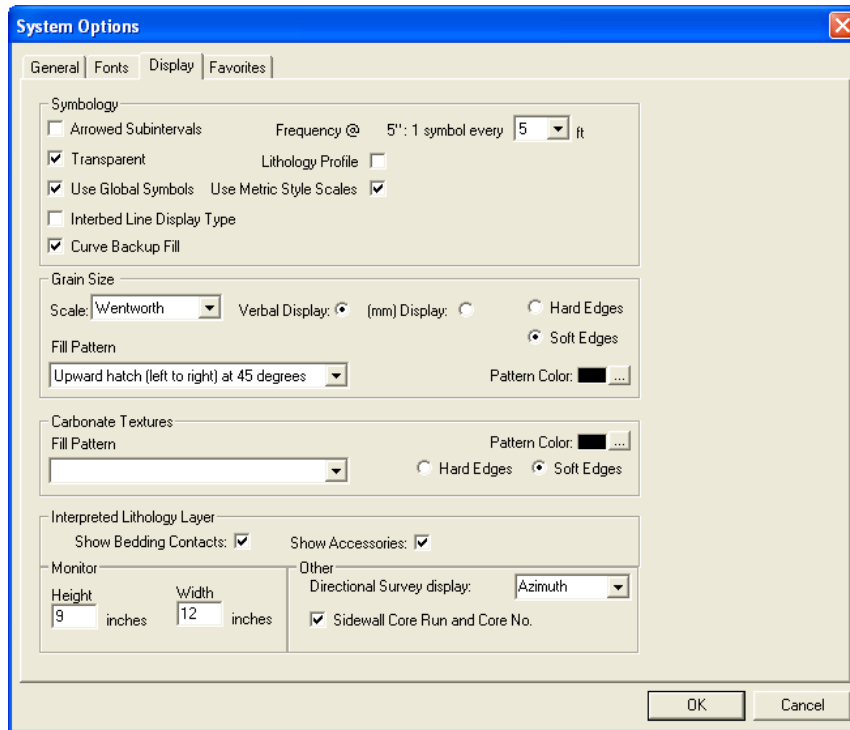 System Options
General Fonts Display Favorites
Symbology
Arrowed Subintervals Frequency @ 5'': 1 symbol every 5 ft
Transparent Lithology Profile
Use Global Symbols Use Metric Style Scales
Interbed Line Display Type
Curve Backup Fill
Grain Size
Scale: Wentworth Verbal Display: (mm) Display: Hard Edges
Soft Edges
Fill Pattern
Upward hatch (left to right) at 45 degrees Pattern Color: ...
Carbonate Textures
Fill Pattern Pattern Color: ...
Hard Edges Soft Edges
Interpreted Lithology Layer
Show Bedding Contacts: Show Accessories:
Monitor Other
Directional Survey display: Azimuth
Height Width
9 inches 12 inches Sidewall Core Run and Core No.
OK Cancel